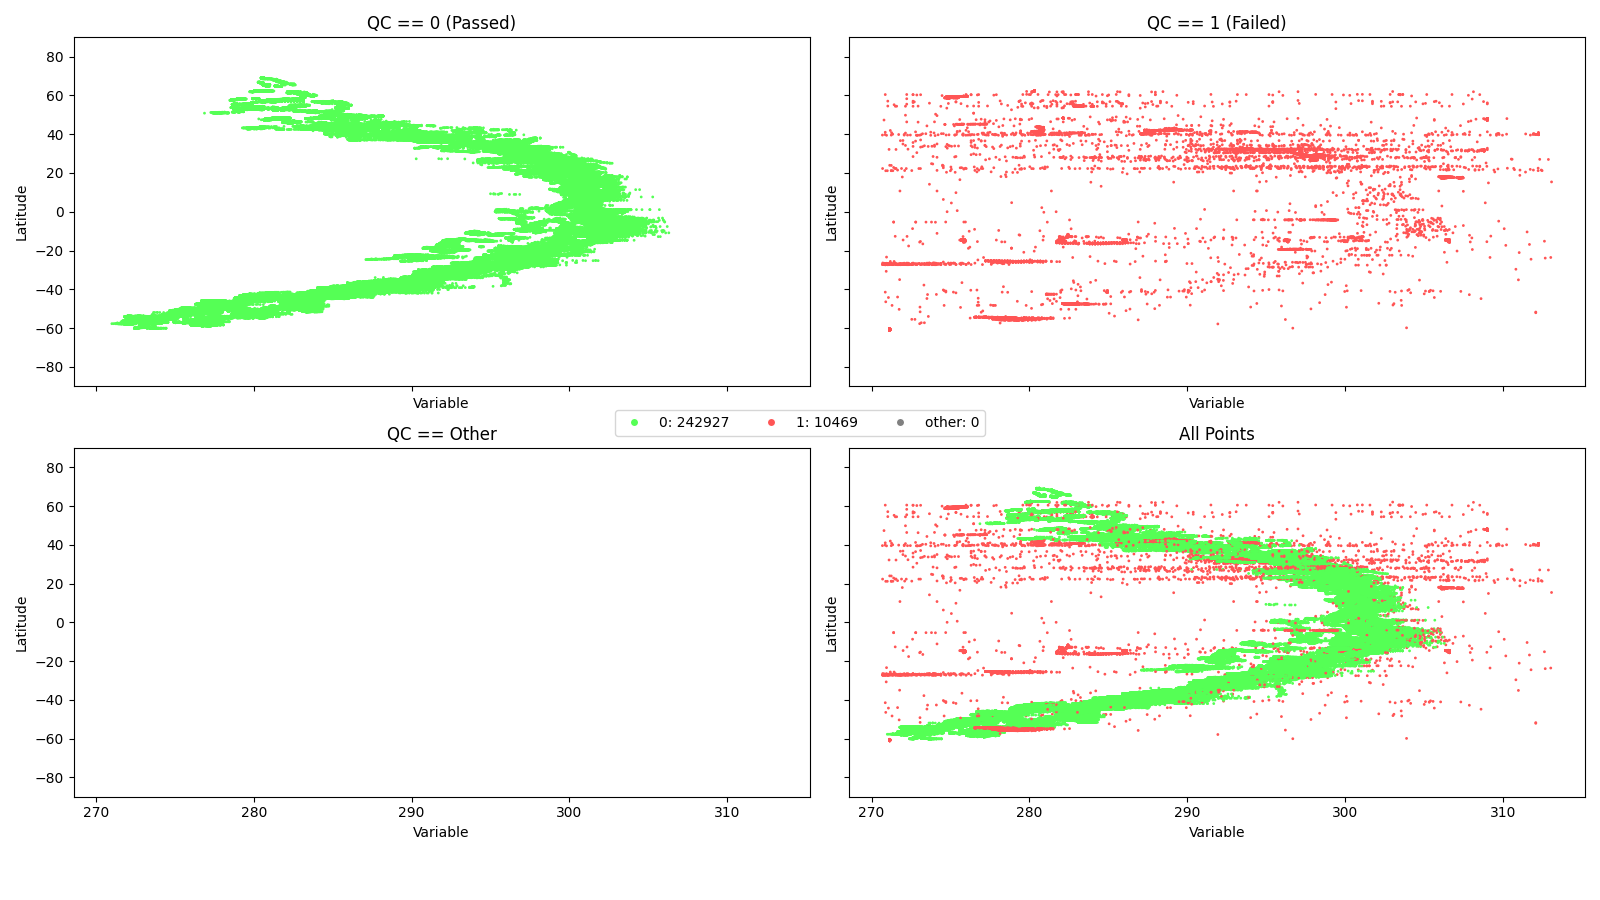 QC == 0 (Passed)
QC == 1 (Failed)
80
60
40
20
0
−20
−40
−60
−80
Latitude
Latitude
Variable
Variable
0: 242927 1: 10469 other: 0
QC == Other
All Points
80
60
40
20
0
−20
−40
−60
−80
Latitude
Latitude
270 280 290 300 310
270 280 290 300 310
Variable
Variable